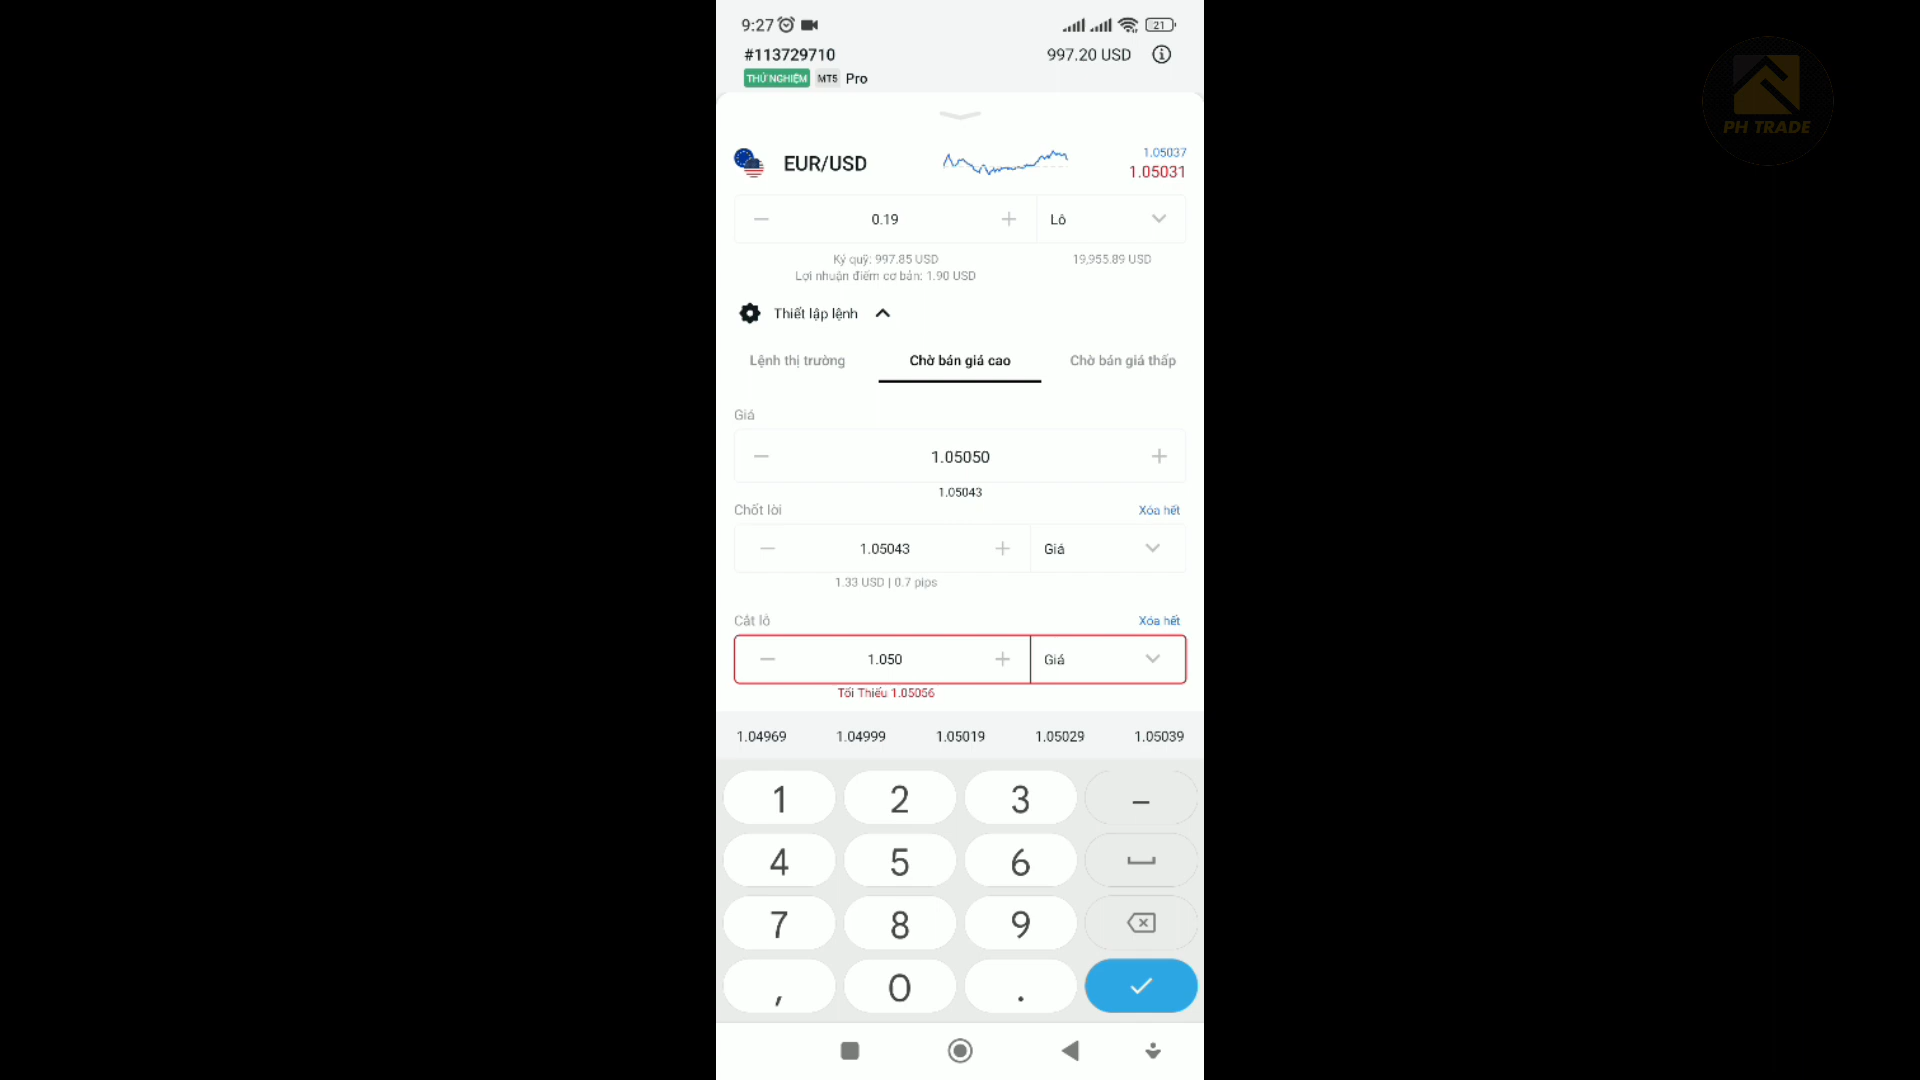 9:27
21
#113729710
997.20 USD
THỬ NGHIỆM MT5 Pro
PH TRADE
EUR/USD
1.05037
1.05031
0.19
Lô
Ký quỹ: 997.85 USD
19,955.89 USD
Lợi nhuận điểm cơ bản: 1.90 USD
Thiết lập lệnh
Lệnh thị trường
Chờ bán giá cao
Chờ bán giá thấp
Giá
1.05050
1.05043
Chốt lời
Xóa hết
1.05043
Giá
1.33 USD | 0.7 pips
Cắt lỗ
Xóa hết
1.050
Giá
Tối Thiểu 1.05056
1.04969 1.04999 1.05019 1.05029 1.05039
1 2 3 –
4 5 6
7 8 9
, 0 .